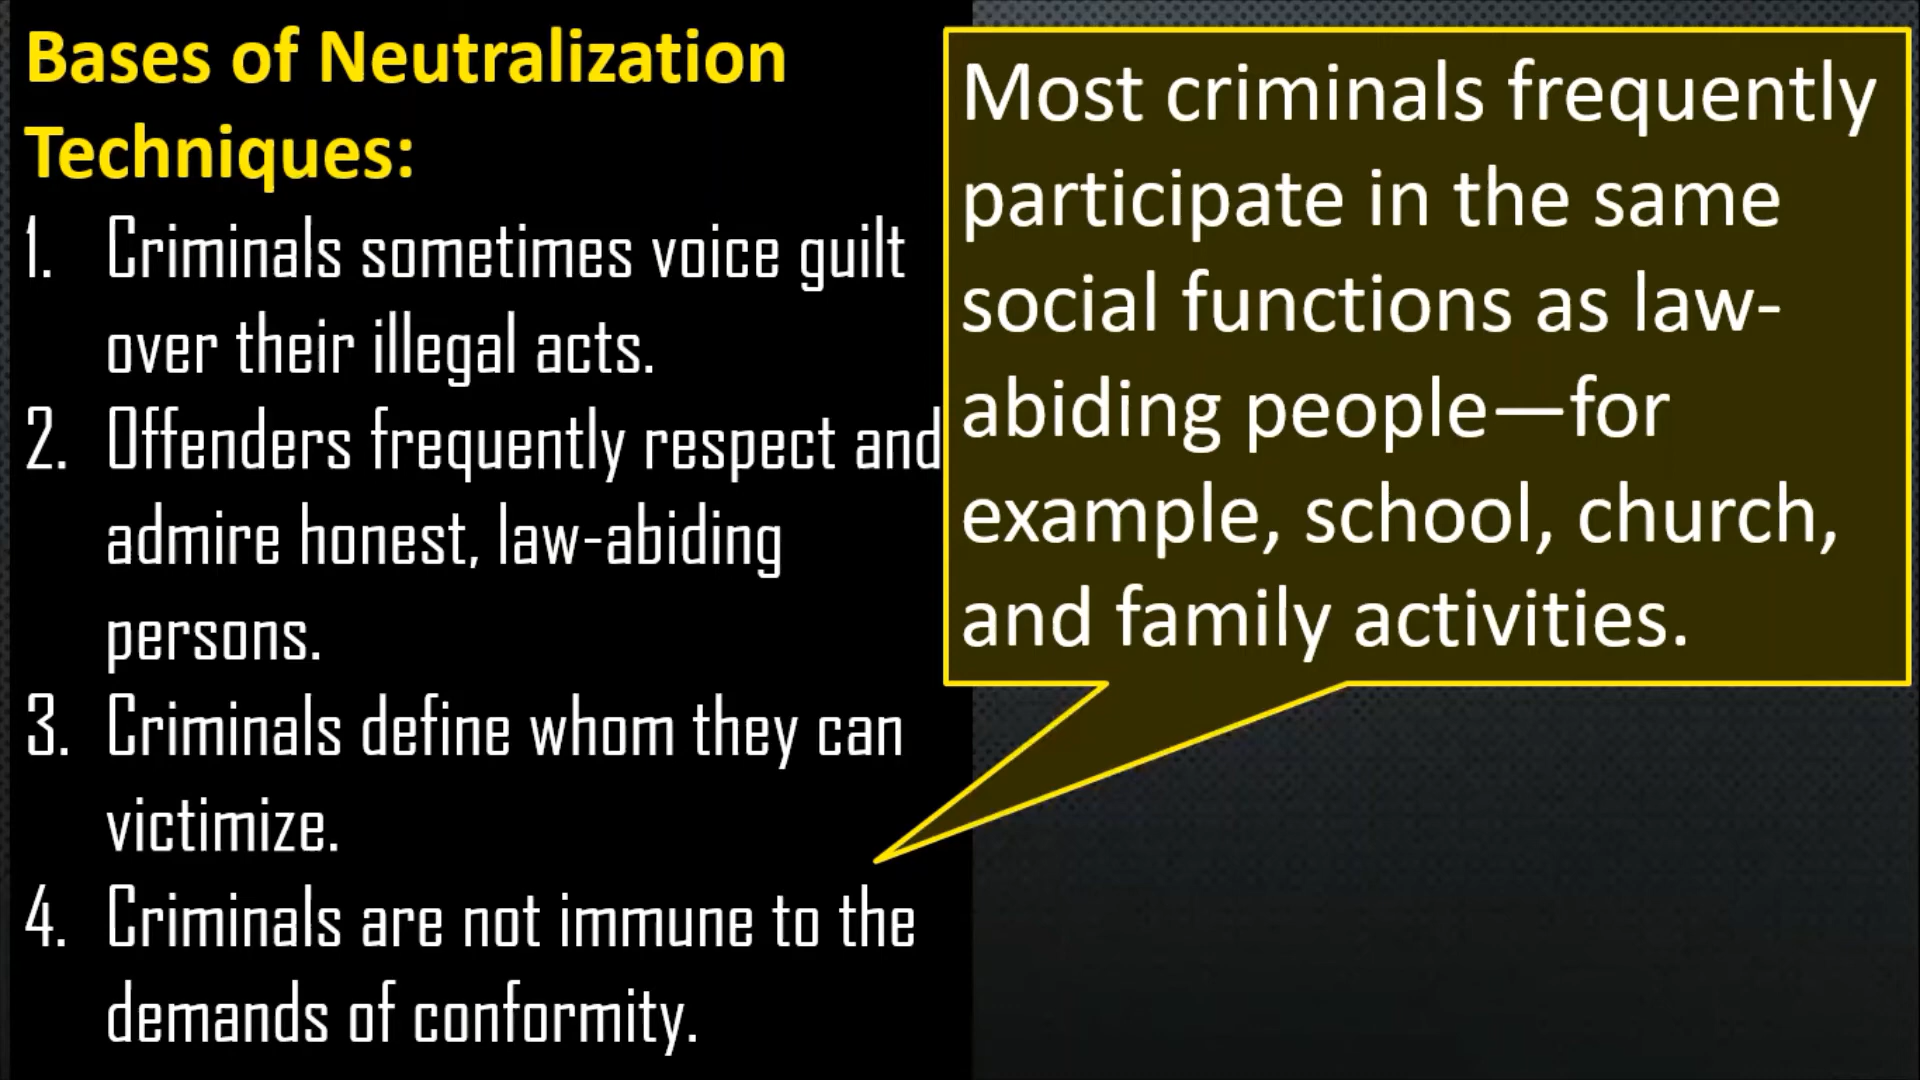 Bases of Neutralization
Techniques:
1. Criminals sometimes voice guilt
over their illegal acts.
2. Offenders frequently respect and
admire honest, law-abiding
persons.
3. Criminals define whom they can
victimize.
4. Criminals are not immune to the
demands of conformity.
Most criminals frequently
participate in the same
social functions as law-
abiding people—for
example, school, church,
and family activities.